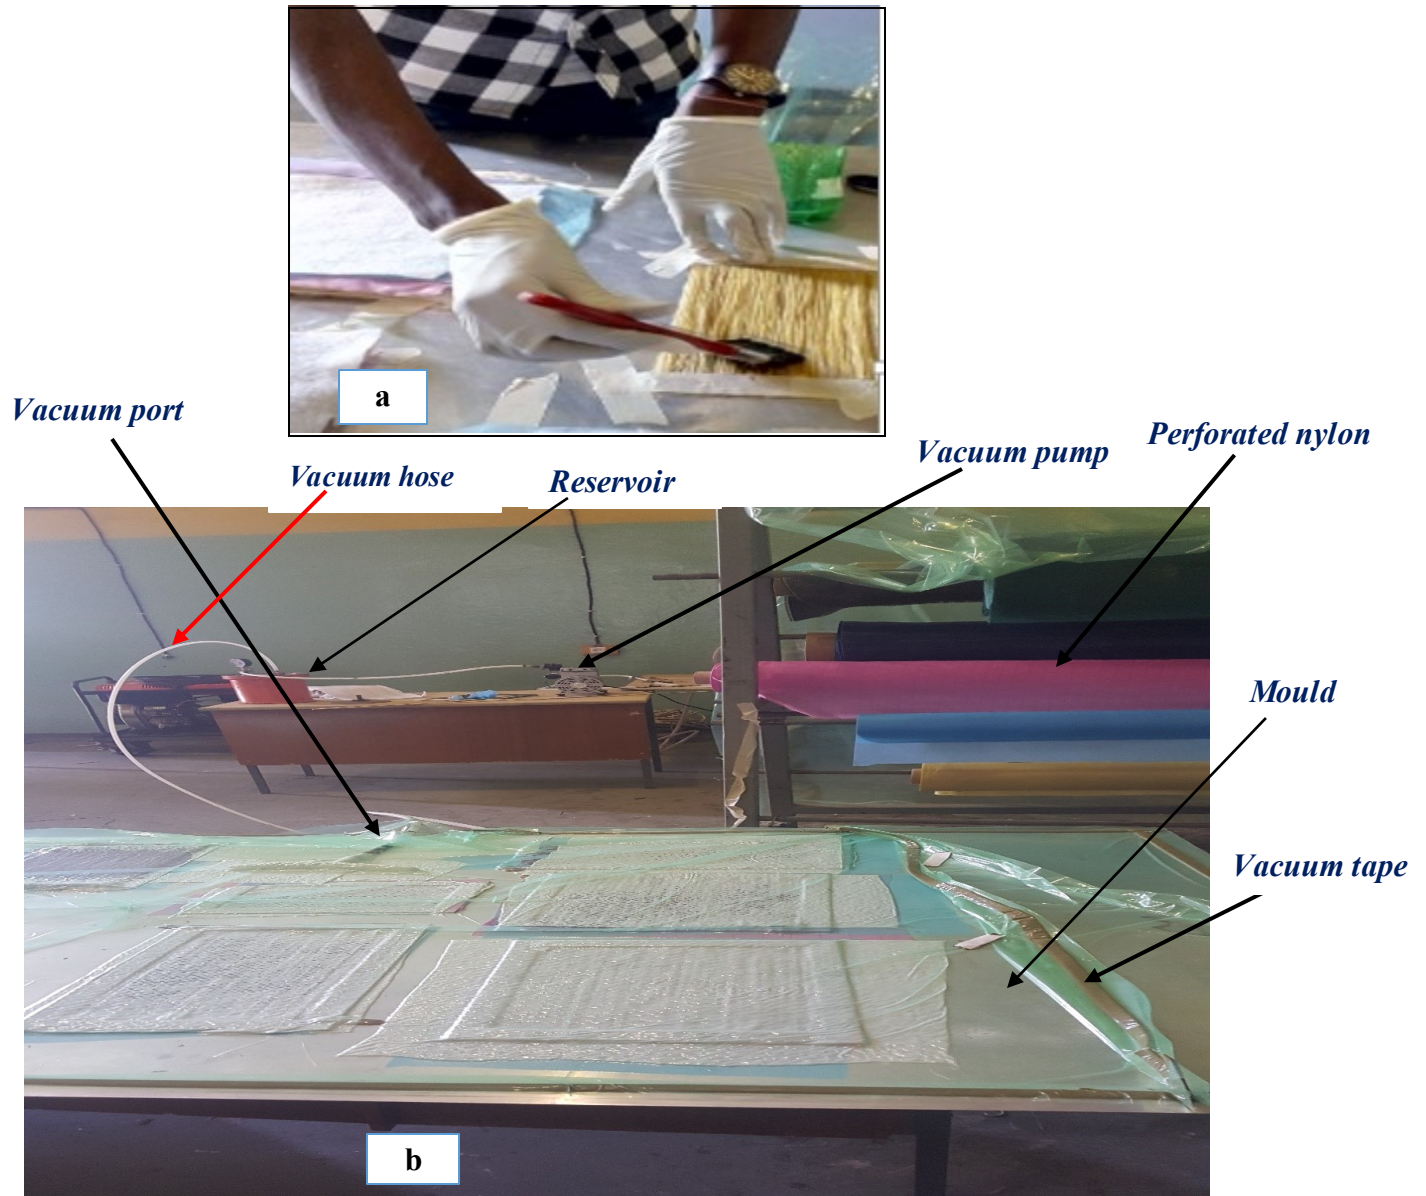 a
Vacuum port
Vacuum hose
Reservoir
Vacuum pump
Perforated nylon
Mould
Vacuum tape
b